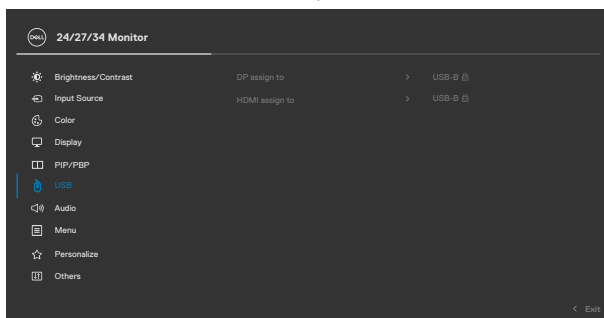 DELL 24/27/34 Monitor
Brightness/Contrast DP assign to > USB-B
Input Source HDMI assign to > USB-B
Color
Display
PIP/PBP
USB
Audio
Menu
Personalize
Others
< Exit